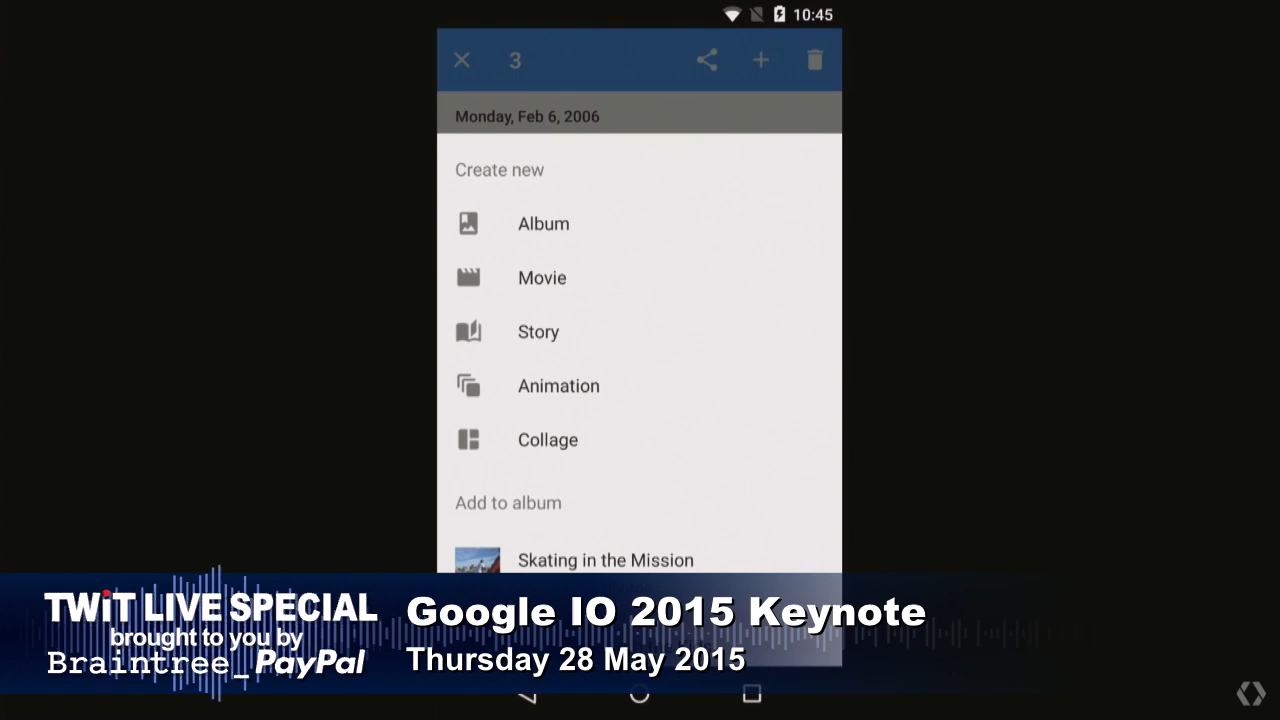 10:45
3
Monday, Feb 6, 2006
Create new
Album
Movie
Story
Animation
Collage
Add to album
Skating in the Mission
TWiT LIVE SPECIAL
brought to you by
Braintree_PayPal
Google IO 2015 Keynote
Thursday 28 May 2015